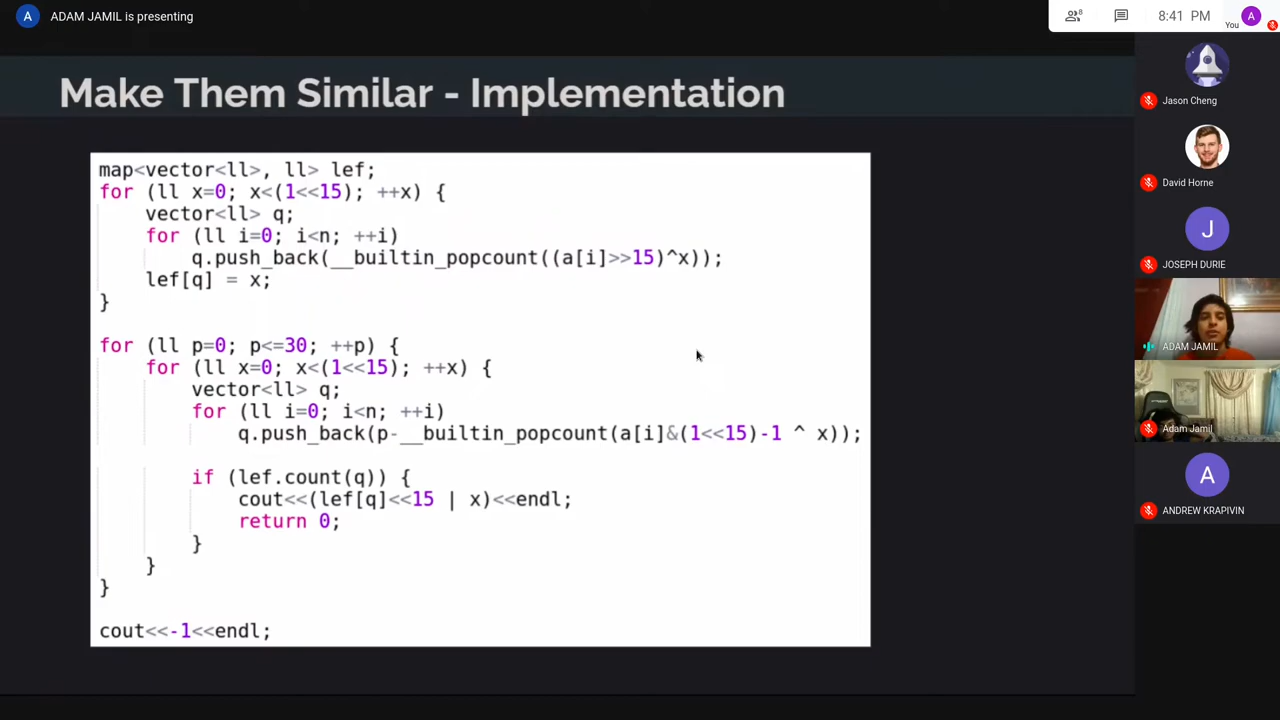 A ADAM JAMIL is presenting
8
8:41 PM
A
You
Make Them Similar - Implementation
map<vector<ll>, ll> lef;
for (ll x=0; x<(1<<15); ++x) {
    vector<ll> q;
    for (ll i=0; i<n; ++i)
        q.push_back(__builtin_popcount((a[i]>>15)^x));
    lef[q] = x;
}
for (ll p=0; p<=30; ++p) {
    for (ll x=0; x<(1<<15); ++x) {
        vector<ll> q;
        for (ll i=0; i<n; ++i)
            q.push_back(p-__builtin_popcount(a[i]&(1<<15)-1 ^ x));
        if (lef.count(q)) {
            cout<<(lef[q]<<15 | x)<<endl;
            return 0;
        }
    }
}
cout<<-1<<endl;
Jason Cheng
David Horne
J
JOSEPH DURIE
ADAM JAMIL
Adam Jamil
A
ANDREW KRAPIVIN